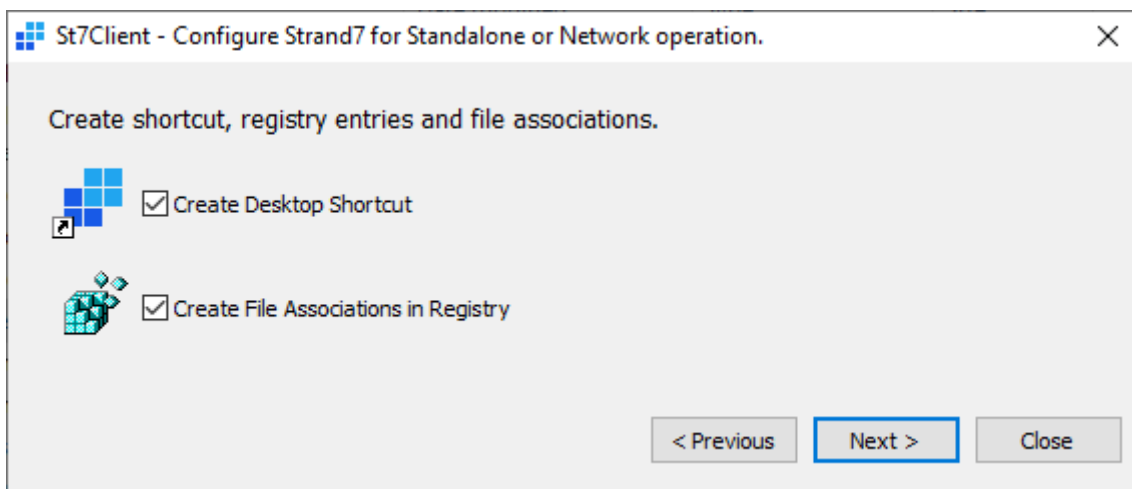 St7Client - Configure Strand7 for Standalone or Network operation.
Create shortcut, registry entries and file associations.
Create Desktop Shortcut
Create File Associations in Registry
< Previous Next > Close